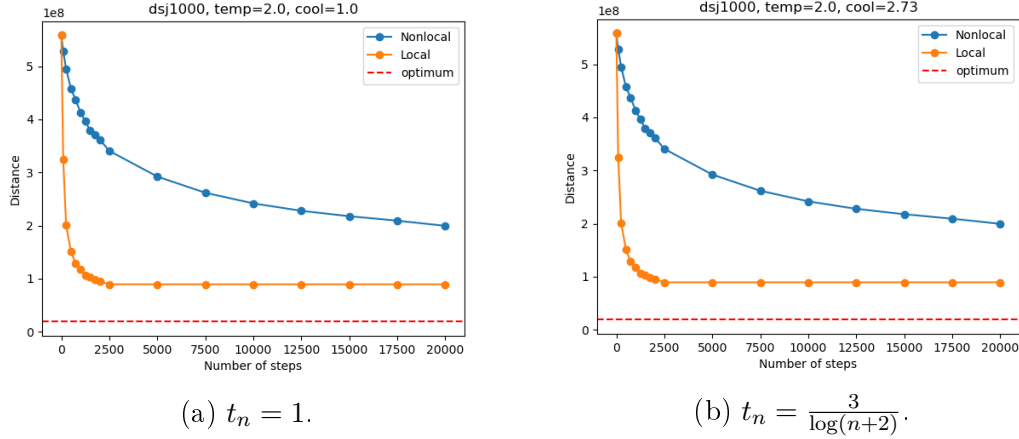 dsj1000, temp=2.0, cool=1.0
1e8
5
4
3
2
1
0
Distance
Nonlocal
Local
optimum
0 2500 5000 7500 10000 12500 15000 17500 20000
Number of steps
(a) t_n = 1.
dsj1000, temp=2.0, cool=2.73
1e8
5
4
3
2
1
0
Distance
Nonlocal
Local
optimum
0 2500 5000 7500 10000 12500 15000 17500 20000
Number of steps
(b) t_n = \frac{3}{\log(n+2)}.